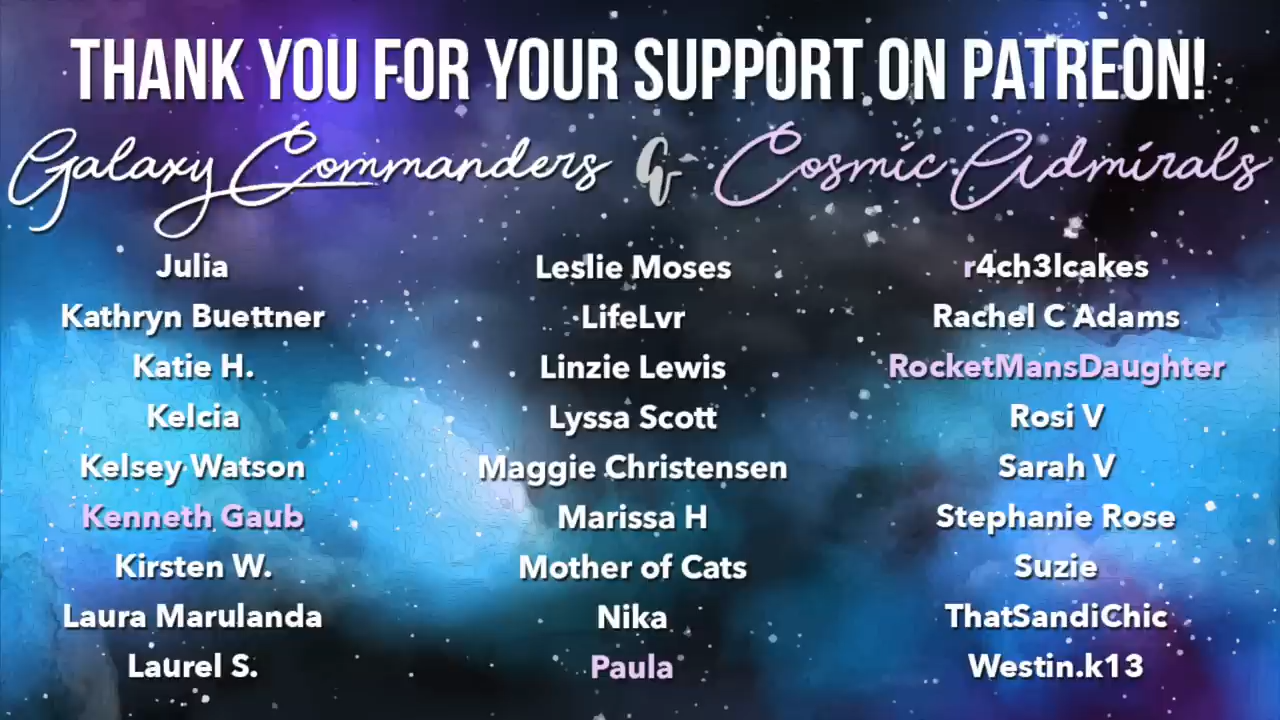 THANK YOU FOR YOUR SUPPORT ON PATREON!
Galaxy Commanders & Cosmic Admirals
Julia
Kathryn Buettner
Katie H.
Kelcia
Kelsey Watson
Kenneth Gaub
Kirsten W.
Laura Marulanda
Laurel S.
Leslie Moses
LifeLvr
Linzie Lewis
Lyssa Scott
Maggie Christensen
Marissa H
Mother of Cats
Nika
Paula
r4ch3lcakes
Rachel C Adams
RocketMansDaughter
Rosi V
Sarah V
Stephanie Rose
Suzie
ThatSandiChic
Westin.k13